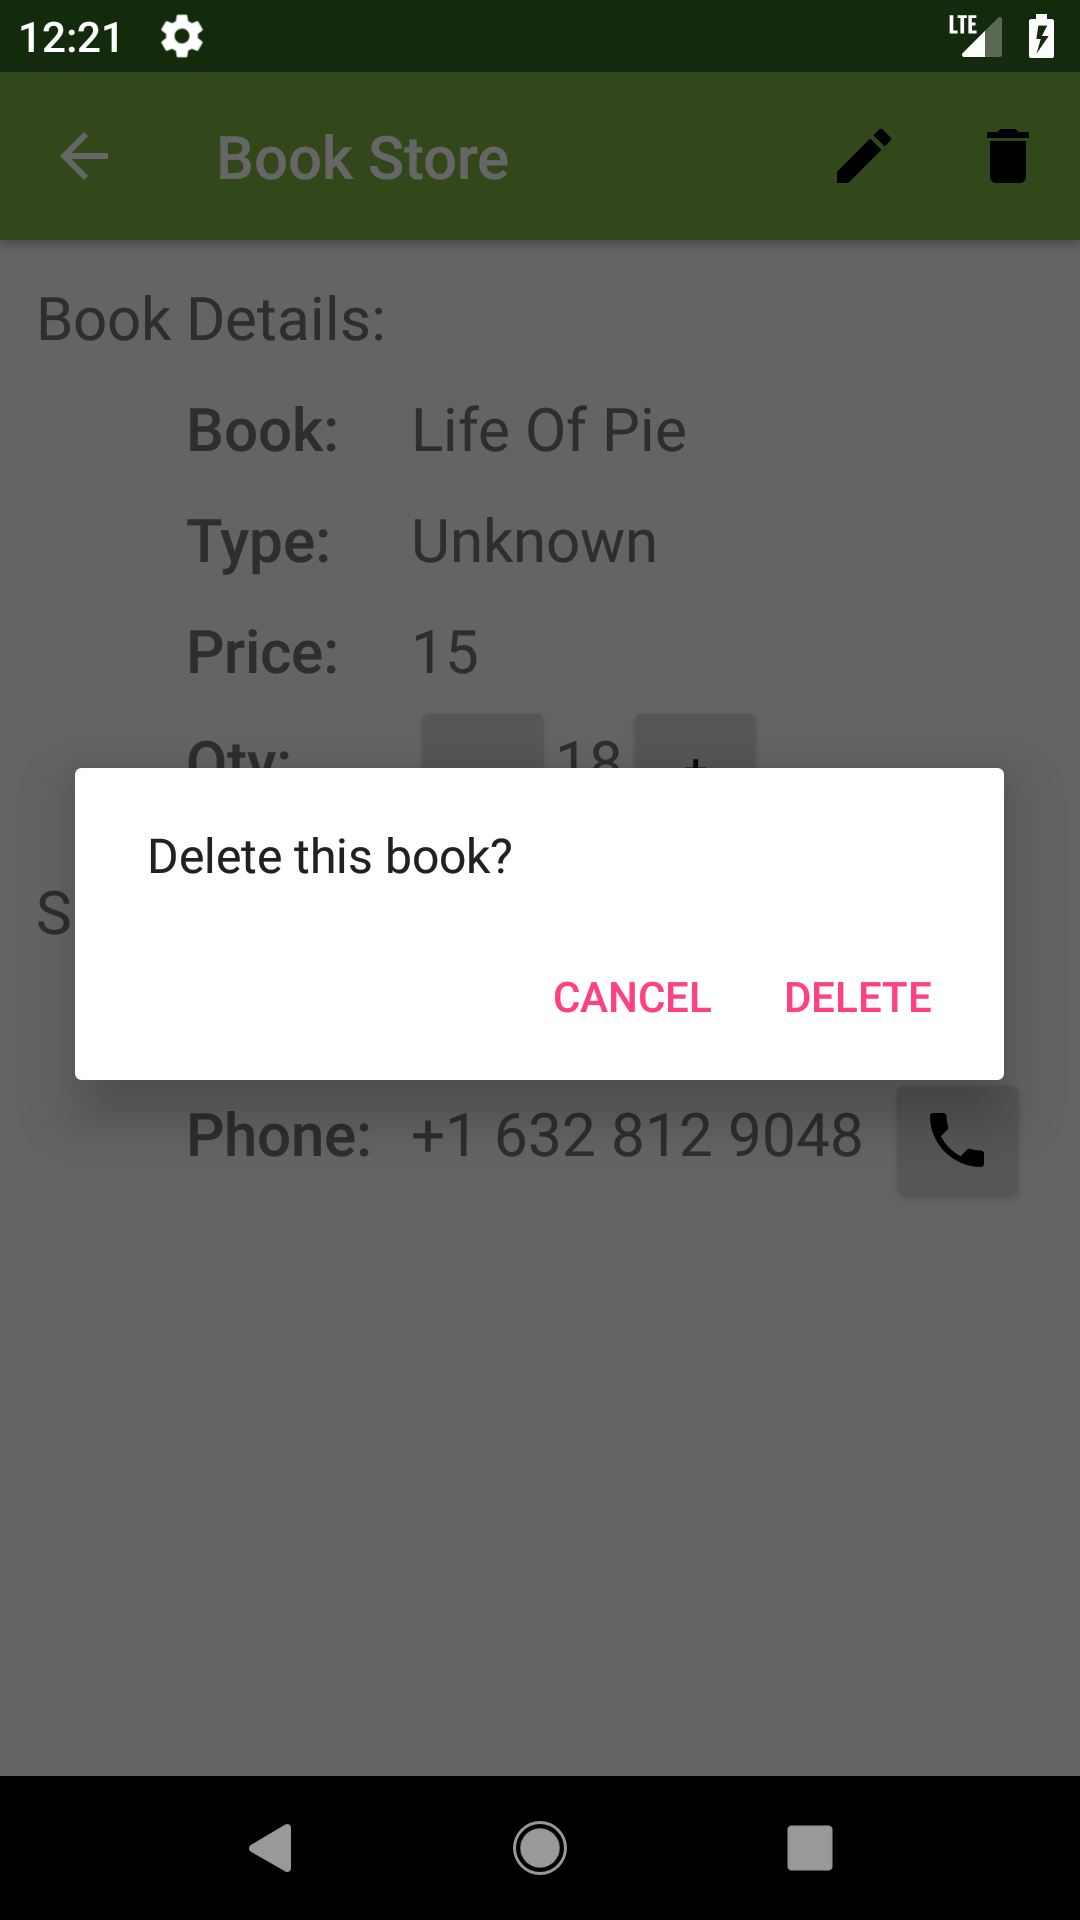 12:21 LTE
Book Store
Book Details:
Book: Life Of Pie
Type: Unknown
Price: 15
Qty: 18 +
Delete this book?
S
CANCEL DELETE
Phone: +1 632 812 9048